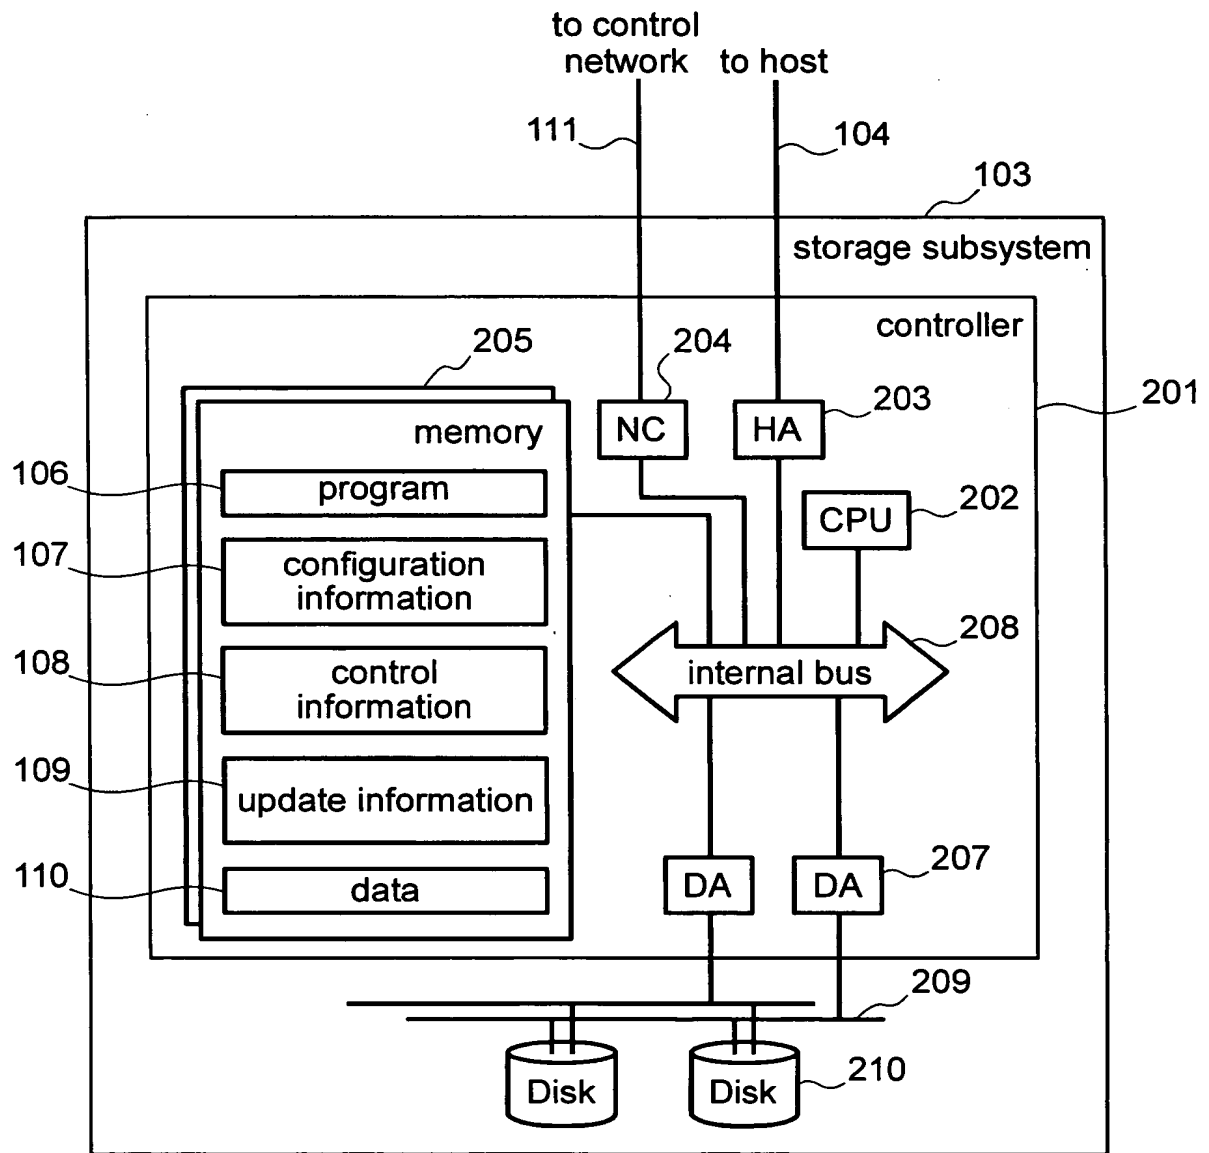 to control
network to host
111
104
103
storage subsystem
controller
205
204
203
201
memory
NC
HA
106
program
202
CPU
107
configuration
information
208
108
control
information
internal bus
109
update information
207
110
data
DA
DA
209
Disk
Disk
210